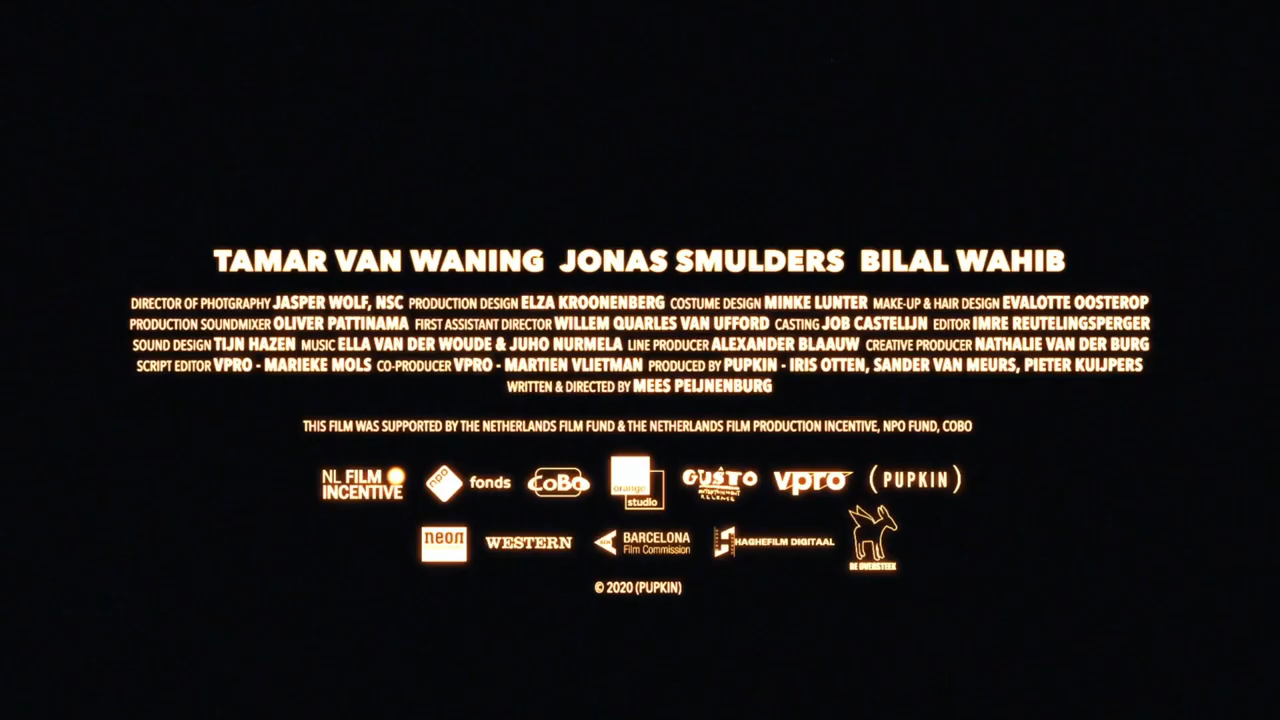 TAMAR VAN WANING JONAS SMULDERS BILAL WAHIB
DIRECTOR OF PHOTGRAPHY JASPER WOLF, NSC PRODUCTION DESIGN ELZA KROONENBERG COSTUME DESIGN MINKE LUNTER MAKE-UP & HAIR DESIGN EVALOTTE OOSTEROP
PRODUCTION SOUNDMIXER OLIVER PATTINAMA FIRST ASSISTANT DIRECTOR WILLEM QUARLES VAN UFFORD CASTING JOB CASTELIJN EDITOR IMRE REUTELINGSPERGER
SOUND DESIGN TIJN HAZEN MUSIC ELLA VAN DER WOUDE & JUHO NURMELA LINE PRODUCER ALEXANDER BLAAUW CREATIVE PRODUCER NATHALIE VAN DER BURG
SCRIPT EDITOR VPRO - MARIEKE MOLS CO-PRODUCER VPRO - MARTIEN VLIETMAN PRODUCED BY PUPKIN - IRIS OTTEN, SANDER VAN MEURS, PIETER KUIJPERS
WRITTEN & DIRECTED BY MEES PEIJNENBURG
THIS FILM WAS SUPPORTED BY THE NETHERLANDS FILM FUND & THE NETHERLANDS FILM PRODUCTION INCENTIVE, NPO FUND, COBO
NL FILM
INCENTIVE
npo fonds
CoBO
orange
studio
GUSTO
ENTERTAINMENT
RELEASE
vpro
(PUPKIN)
neon
WESTERN
BARCELONA
Film Commission
HAGHEFILM DIGITAAL
DE OVERSTEEK
© 2020 (PUPKIN)